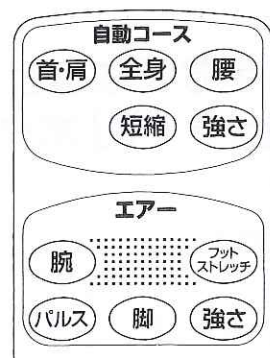 自動コース
首・肩 全身 腰
短縮 強さ
エアー
腕 フット
ストレッチ
パルス 脚 強さ